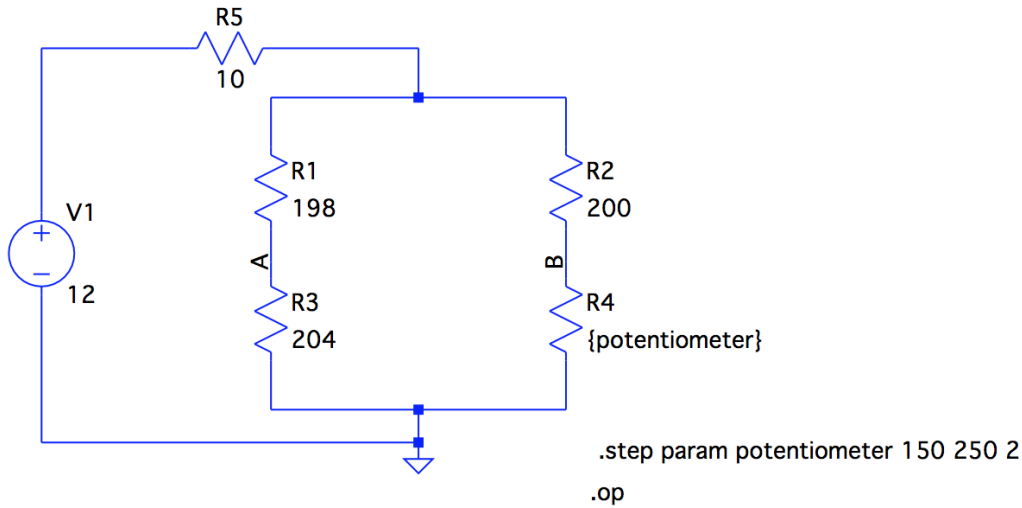 R5
10
R1
198
R2
200
V1
+
−
12
A
B
R3
204
R4
{potentiometer}
.step param potentiometer 150 250 2
.op